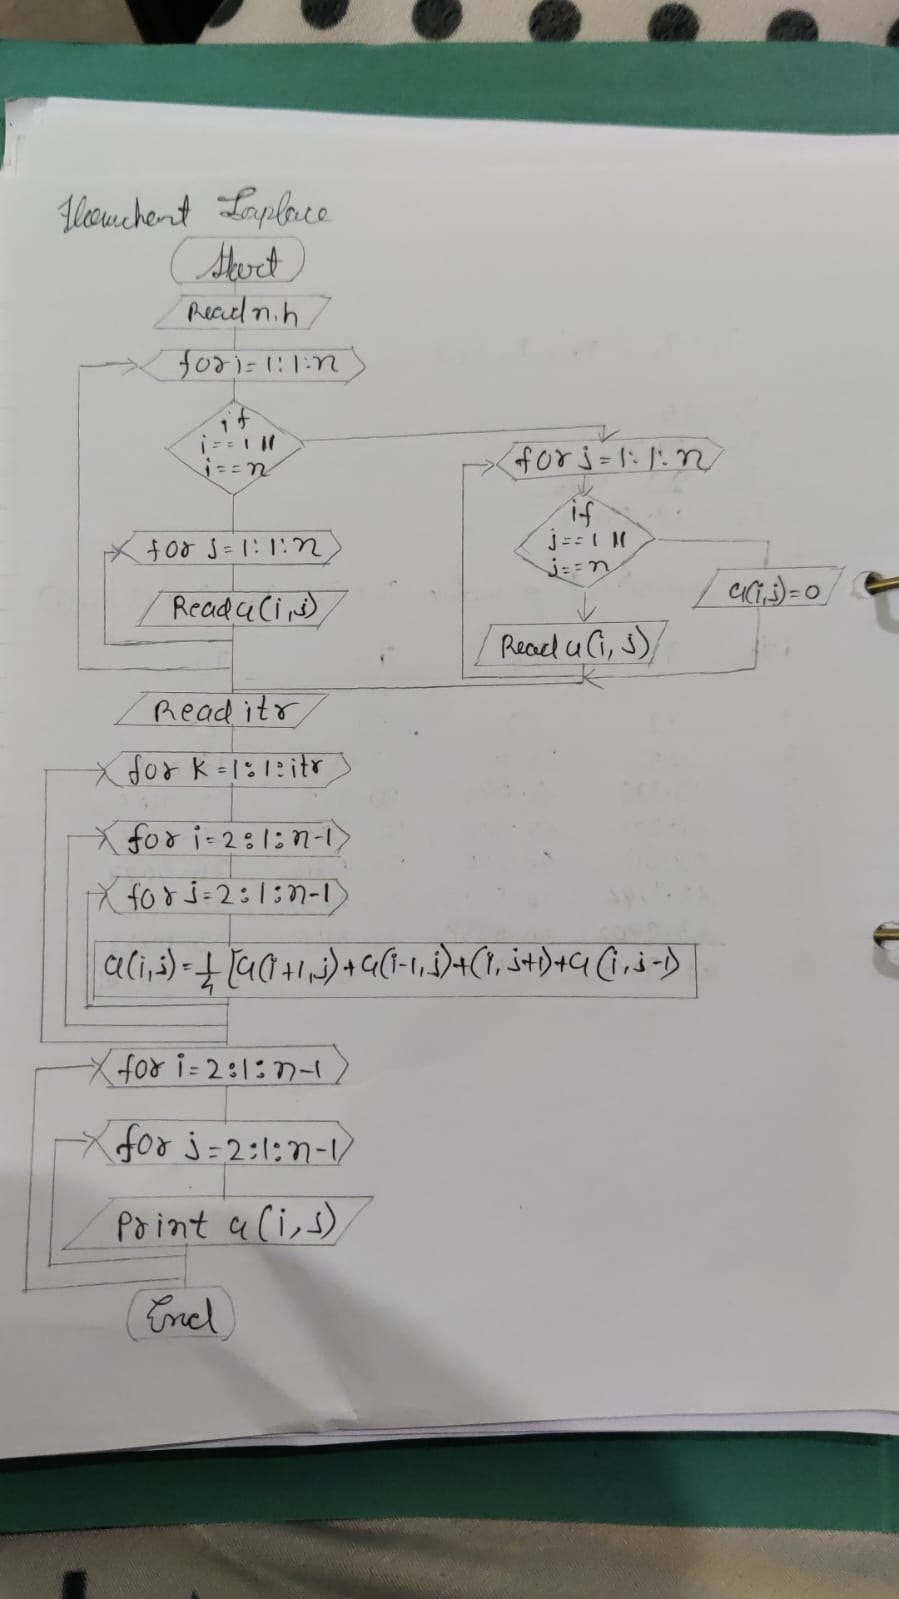 Flowchart Laplace
Start
Read n,h
for i=1:1:n
if
i==1 ||
i==n
for j=1:1:n
Read u(i,j)
for j=1:1:n
if
j==1 ||
j==n
u(i,j)=0
Read u(i,j)
Read itr
for k=1:1:itr
for i=2:1:n-1
for j=2:1:n-1
u(i,j)=1/4 [u(i+1,j)+u(i-1,j)+(i,j+1)+u(i,j-1)
for i=2:1:n-1
for j=2:1:n-1
Print u(i,j)
End